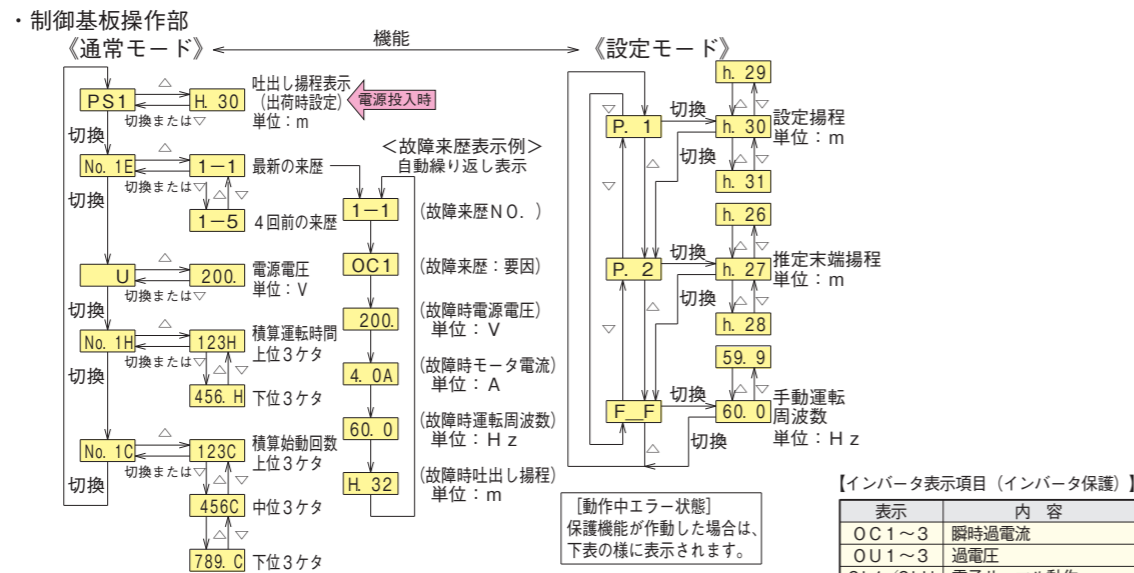 ・制御基板操作部
《通常モード》
機能
《設定モード》
PS1
△
H. 30
吐出し揚程表示
(出荷時設定)
単位：m
電源投入時
切換または▽
切換
No. 1E
△
1－1
最新の来歴
切換または▽
△ ▽
1－5
4回前の来歴
切換
U
△
200.
電源電圧
単位：V
切換または▽
切換
No. 1H
△
123H
積算運転時間
上位3ケタ
切換または▽
△ ▽
456. H
下位3ケタ
切換
No. 1C
△
123C
積算始動回数
上位3ケタ
切換または▽
△ ▽
456C
中位3ケタ
△ ▽
789. C
下位3ケタ
切換
＜故障来歴表示例＞
自動繰り返し表示
1－1
(故障来歴NO. )
OC1
(故障来歴：要因)
200.
(故障時電源電圧)
単位：V
4. 0A
(故障時モータ電流)
単位：A
60. 0
(故障時運転周波数)
単位：Hz
H. 32
(故障時吐出し揚程)
単位：m
h. 29
△ ▽
P. 1
▽
切換
h. 30
設定揚程
単位：m
切換
△ ▽
h. 31
△
▽
h. 26
△ ▽
P. 2
切換
h. 27
推定末端揚程
単位：m
切換
△ ▽
h. 28
△
▽
59. 9
△ ▽
F__F
切換
60. 0
手動運転
周波数
単位：Hz
切換
△
[動作中エラー状態]
保護機能が作動した場合は、
下表の様に表示されます。
【インバータ表示項目（インバータ保護）】
表示 内 容
OC1～3 瞬時過電流
OU1～3 過電圧